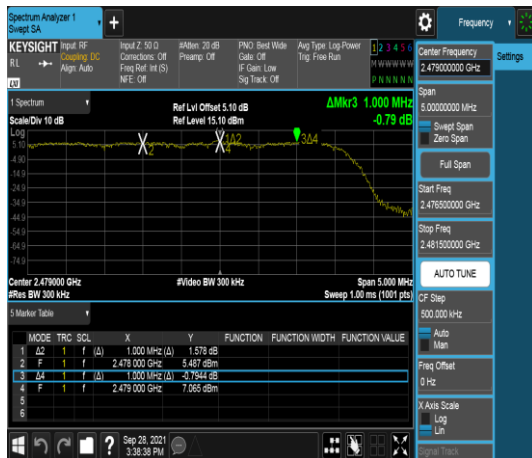 Spectrum Analyzer 1
Swept SA
+
Frequency
Settings
KEYSIGHT
RL
LXI
Input: RF
Coupling: DC
Align: Auto
Input Z: 50 Ω
Corrections: Off
Freq Ref: Int (S)
NFE: Off
#Atten: 20 dB
Preamp: Off
PNO: Best Wide
Gate: Off
IF Gain: Low
Sig Track: Off
Avg Type: Log-Power
Trig: Free Run
1 2 3 4 5 6
M W W W W W
P N N N N N
1 Spectrum
Scale/Div 10 dB
Ref Lvl Offset 5.10 dB
Ref Level 15.10 dBm
ΔMkr3 1.000 MHz
-0.79 dB
Log
5.10
-4.90
-14.9
-24.9
-34.9
-44.9
-54.9
-64.9
-74.9
2
1Δ2
4
3Δ4
Center 2.479000 GHz
#Res BW 300 kHz
#Video BW 300 kHz
Span 5.000 MHz
Sweep 1.00 ms (1001 pts)
5 Marker Table
MODE TRC SCL X Y FUNCTION FUNCTION WIDTH FUNCTION VALUE
1 Δ2 1 f (Δ) 1.000 MHz (Δ) 1.578 dB
2 F 1 f 2.478 000 GHz 5.487 dBm
3 Δ4 1 f (Δ) 1.000 MHz (Δ) -0.7944 dB
4 F 1 f 2.479 000 GHz 7.065 dBm
5
6
Sep 28, 2021
3:38:38 PM
?
Center Frequency
2.479000000 GHz
Span
5.00000000 MHz
Swept Span
Zero Span
Full Span
Start Freq
2.476500000 GHz
Stop Freq
2.481500000 GHz
AUTO TUNE
CF Step
500.000 kHz
Auto
Man
Freq Offset
0 Hz
X Axis Scale
Log
Lin
Signal Track